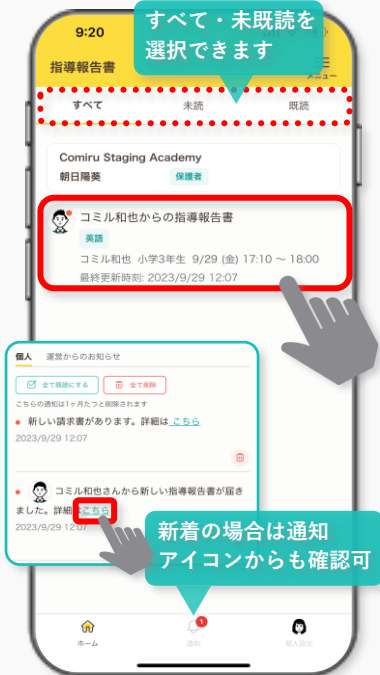 すべて・未既読を
選択できます
9:20
指導報告書
メニュー
すべて 未読 既読
Comiru Staging Academy
朝日陽葵 保護者
コミル和也からの指導報告書
英語
コミル和也 小学3年生 9/29 (金) 17:10 〜 18:00
最終更新時刻: 2023/9/29 12:07
個人 運営からのお知らせ
全て既読にする 全て削除
こちらの通知は1ヶ月たつと削除されます
新しい請求書があります。詳細は こちら
2023/9/29 12:07
コミル和也さんから新しい指導報告書が届き
ました。詳細は こちら
2023/9/29 12:07
新着の場合は通知
アイコンからも確認可
1
ホーム 通知 個人設定